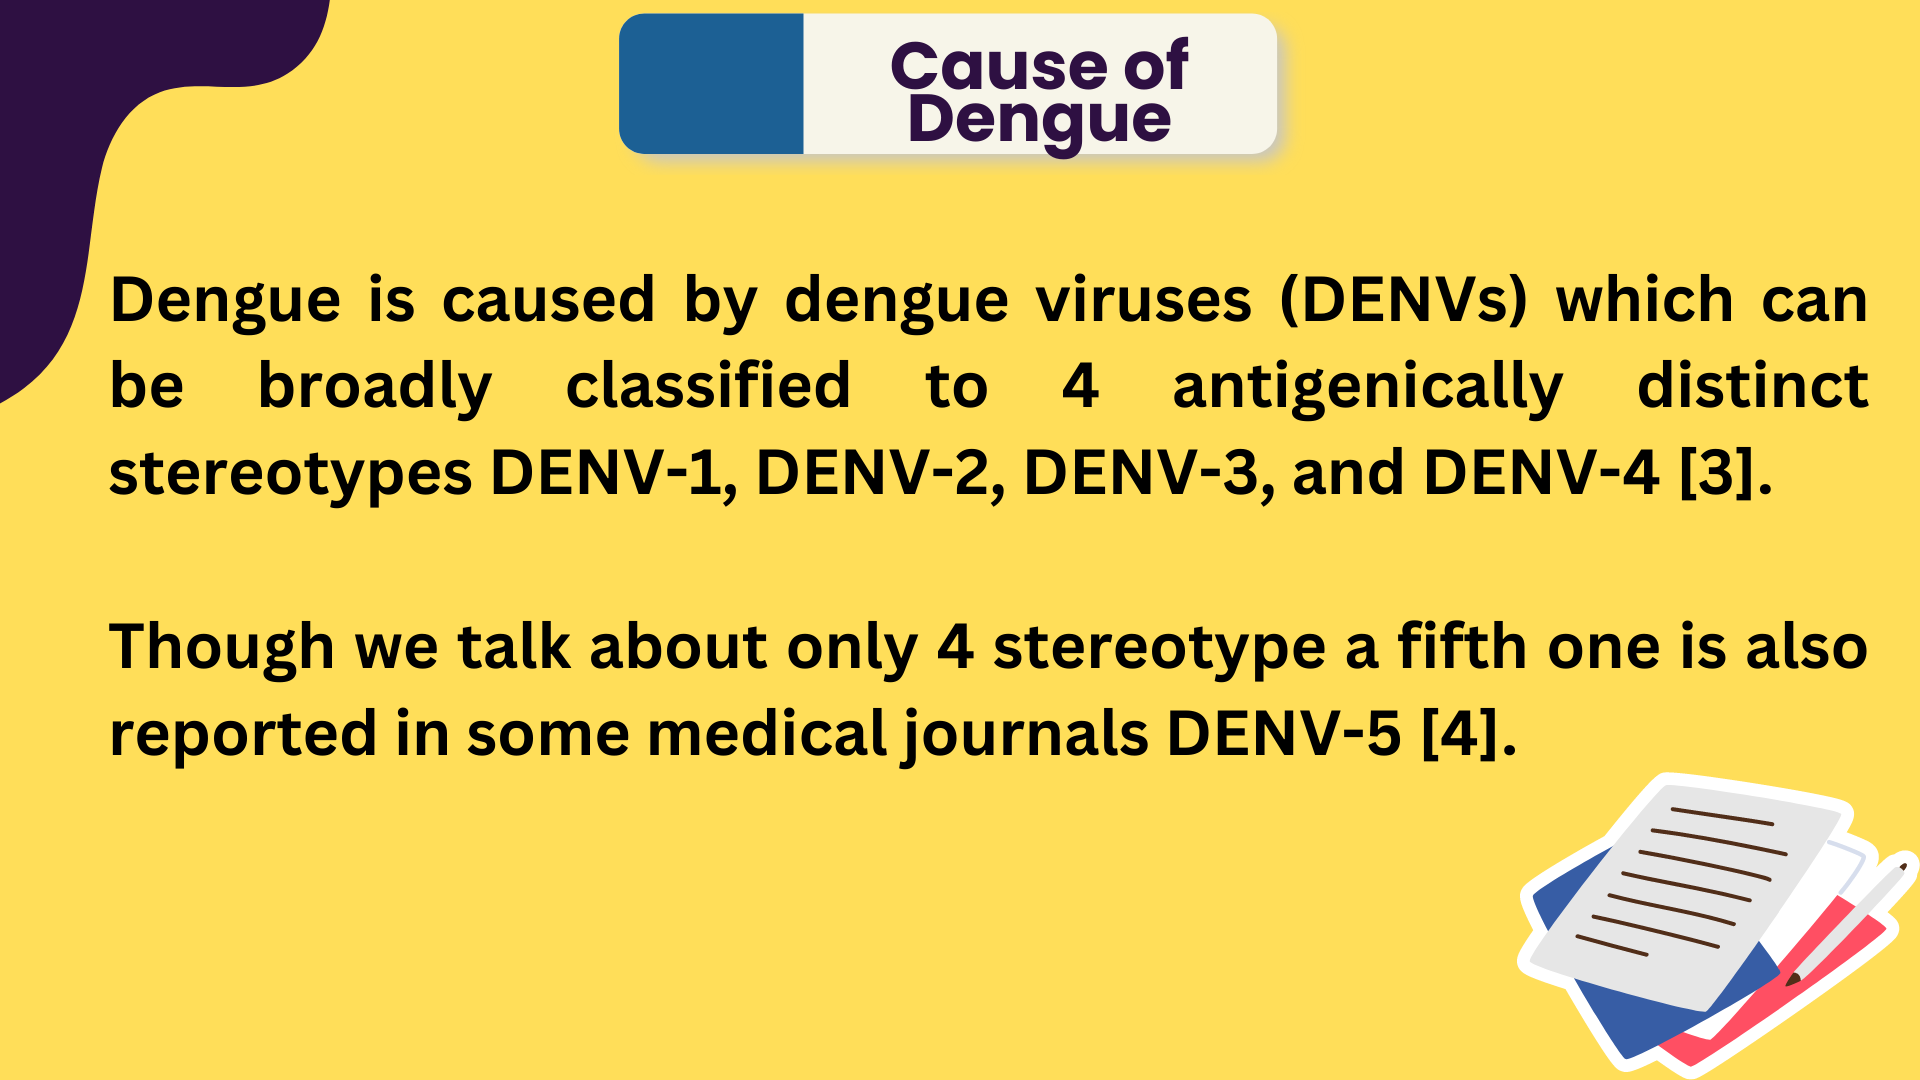 Cause of
Dengue
Dengue is caused by dengue viruses (DENVs) which can
be broadly classified to 4 antigenically distinct
stereotypes DENV-1, DENV-2, DENV-3, and DENV-4 [3].
Though we talk about only 4 stereotype a fifth one is also
reported in some medical journals DENV-5 [4].